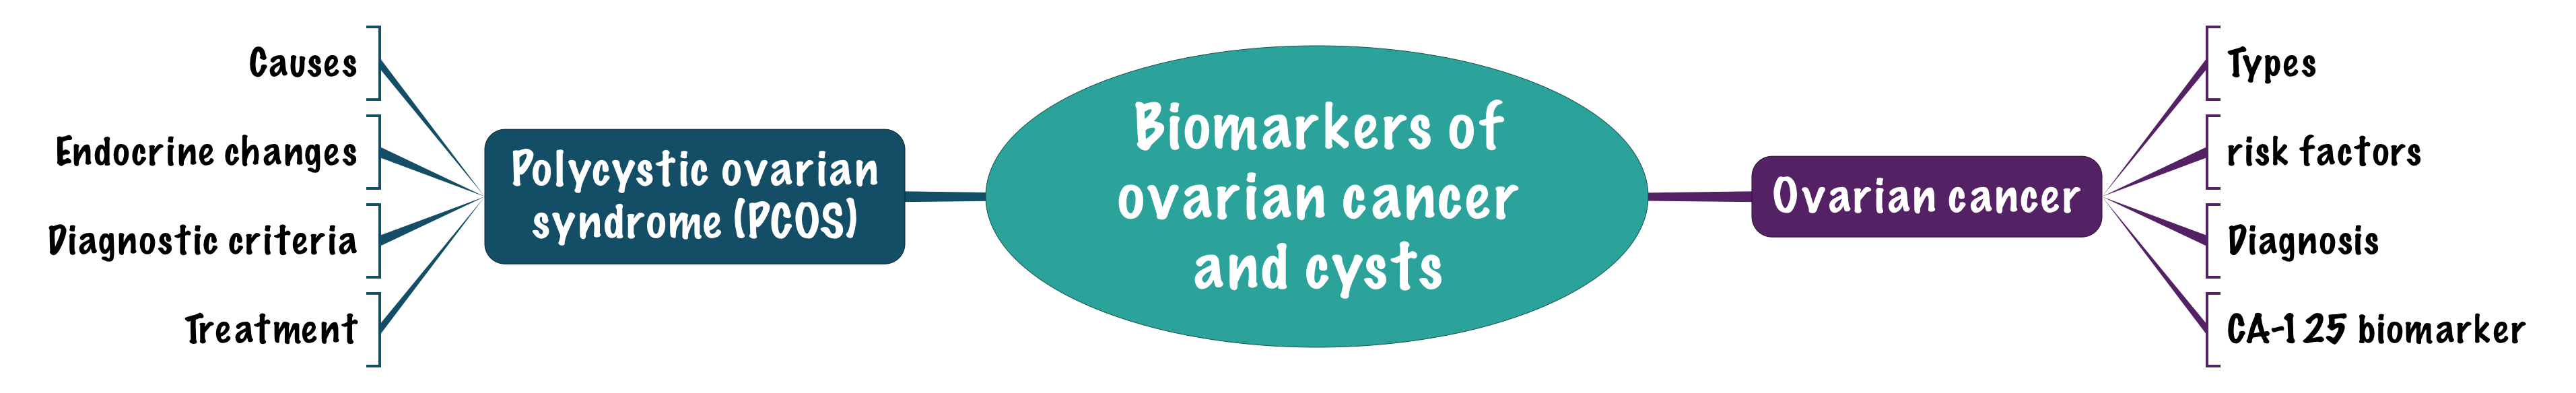 Causes
Endocrine changes
Diagnostic criteria
Treatment
Polycystic ovarian
syndrome (PCOS)
Biomarkers of
ovarian cancer
and cysts
Ovarian cancer
Types
risk factors
Diagnosis
CA-125 biomarker